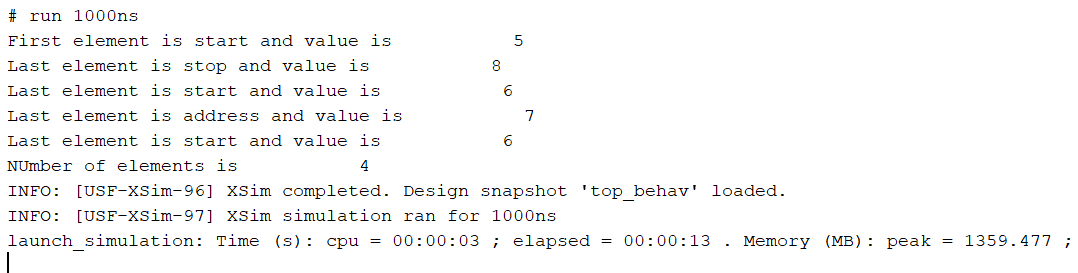 # run 1000ns
First element is start and value is           5
Last element is stop and value is           8
Last element is start and value is           6
Last element is address and value is           7
Last element is start and value is           6
NUmber of elements is           4
INFO: [USF-XSim-96] XSim completed. Design snapshot 'top_behav' loaded.
INFO: [USF-XSim-97] XSim simulation ran for 1000ns
launch_simulation: Time (s): cpu = 00:00:03 ; elapsed = 00:00:13 . Memory (MB): peak = 1359.477 ;